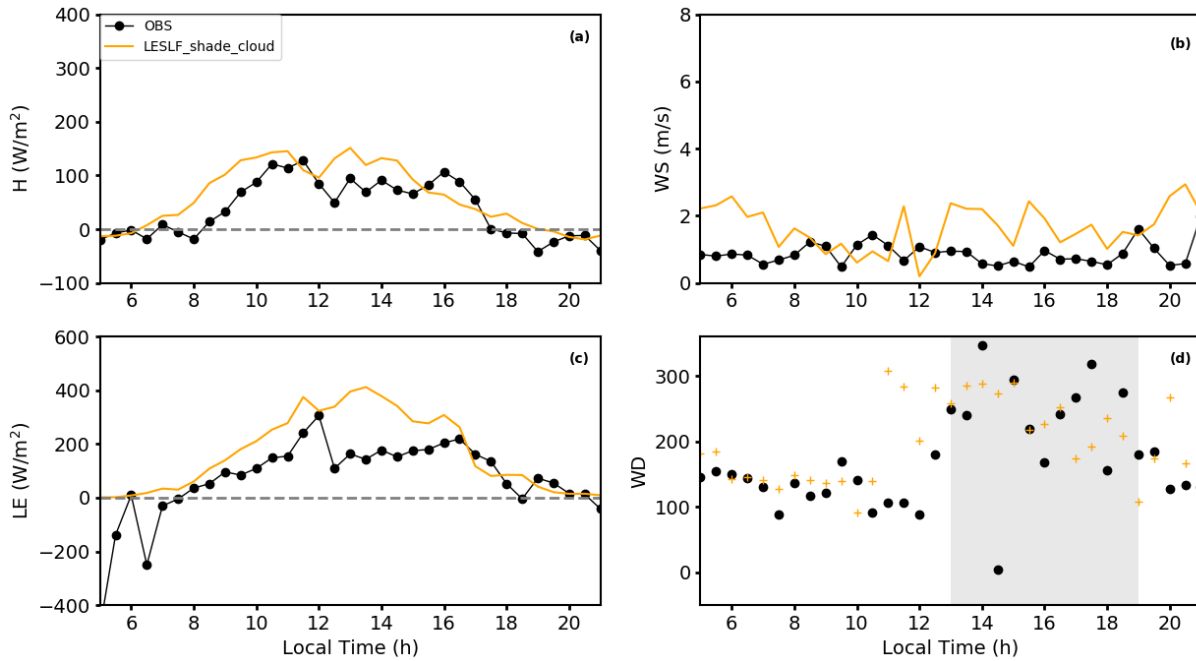 400
300
200
100
0
−100
H (W/m²)
OBS
LESLF_shade_cloud
(a)
6 8 10 12 14 16 18 20
8
6
4
2
0
WS (m/s)
(b)
6 8 10 12 14 16 18 20
600
400
200
0
−200
−400
LE (W/m²)
(c)
6 8 10 12 14 16 18 20
Local Time (h)
300
200
100
0
WD
(d)
6 8 10 12 14 16 18 20
Local Time (h)